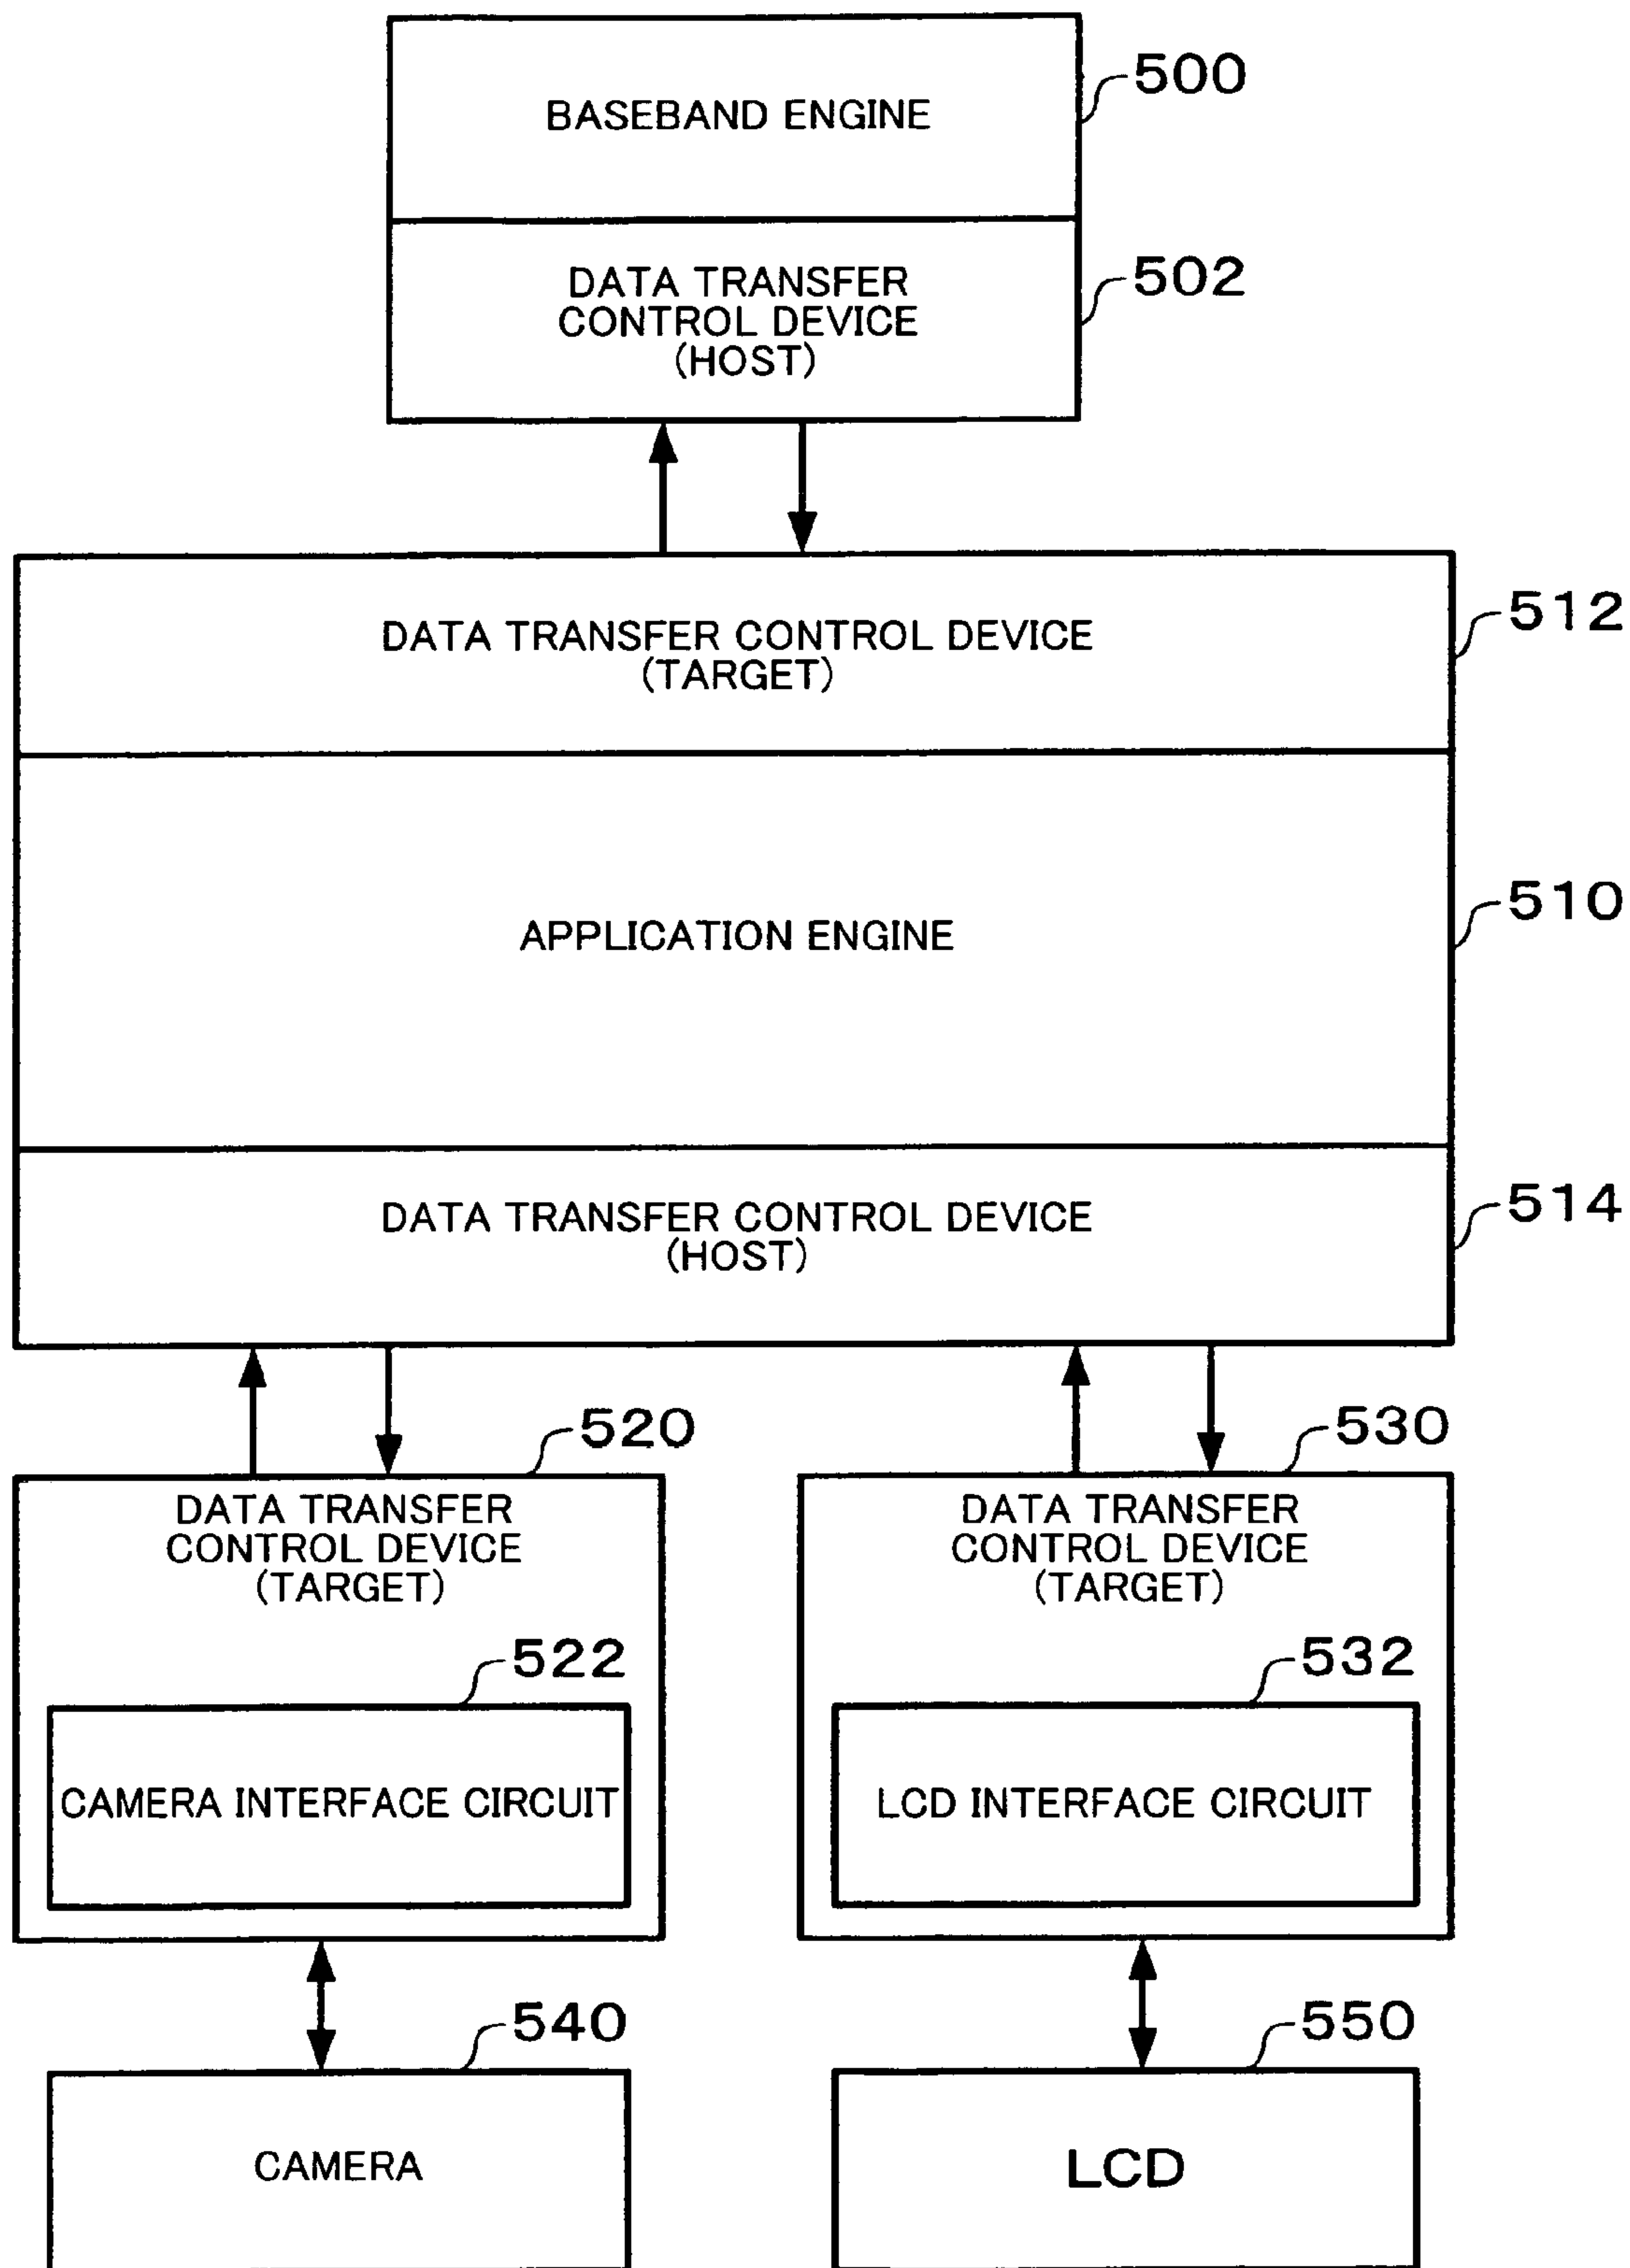 500
BASEBAND ENGINE
502
DATA TRANSFER
CONTROL DEVICE
(HOST)
512
DATA TRANSFER CONTROL DEVICE
(TARGET)
510
APPLICATION ENGINE
514
DATA TRANSFER CONTROL DEVICE
(HOST)
520
DATA TRANSFER
CONTROL DEVICE
(TARGET)
522
CAMERA INTERFACE CIRCUIT
530
DATA TRANSFER
CONTROL DEVICE
(TARGET)
532
LCD INTERFACE CIRCUIT
540
CAMERA
550
LCD